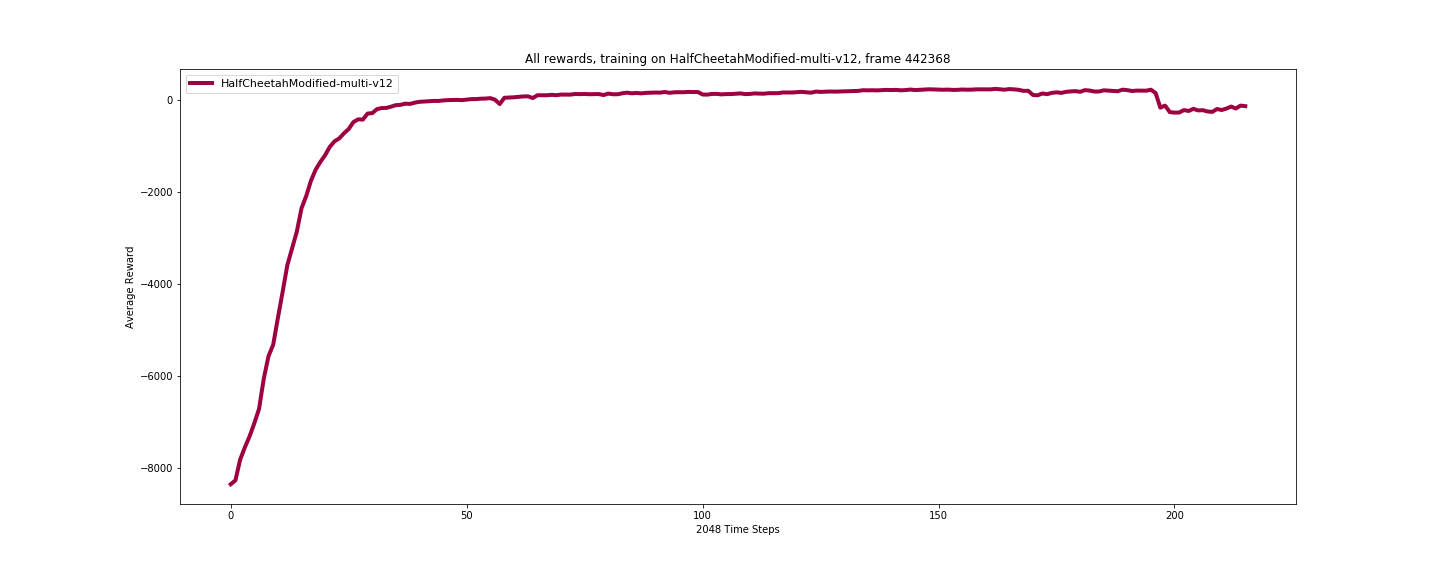 All rewards, training on HalfCheetahModified-multi-v12, frame 442368
HalfCheetahModified-multi-v12
0
−2000
−4000
−6000
−8000
Average Reward
0 50 100 150 200
2048 Time Steps